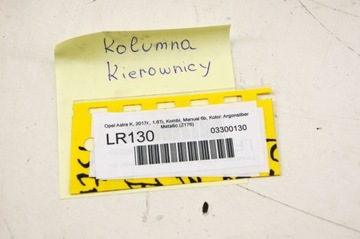 Kolumna
Kierownicy
Opel Astra K, 2017r., 1.6Ti, Kombi, Manual 6b, Kolor: Argonsilber
Metallic (Z176)
LR130
03300130